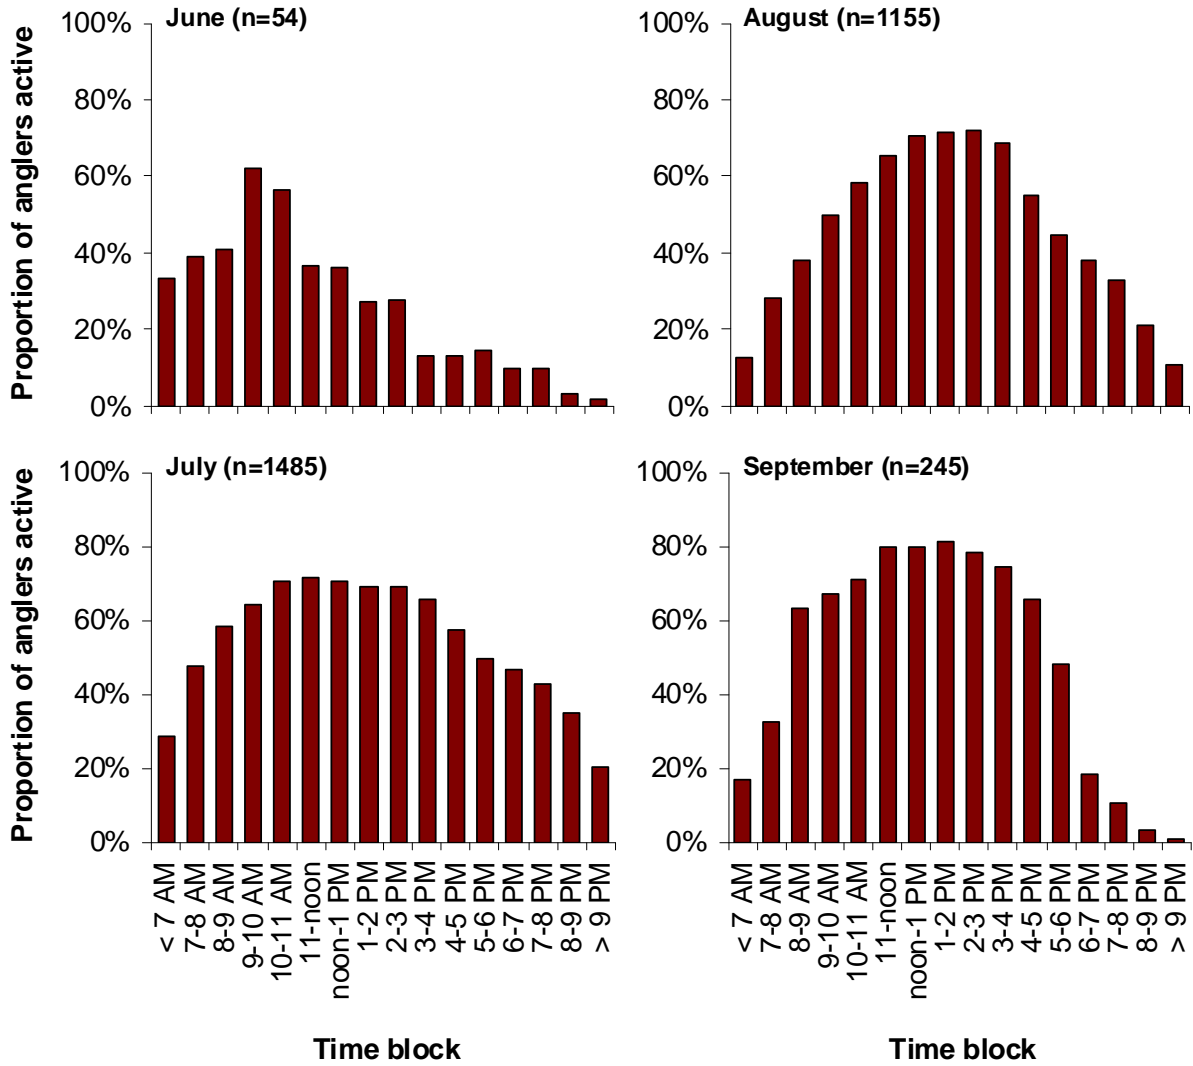 Proportion of anglers active
June (n=54)
100%
80%
60%
40%
20%
0%
August (n=1155)
100%
80%
60%
40%
20%
0%
Proportion of anglers active
July (n=1485)
100%
80%
60%
40%
20%
0%
< 7 AM
7-8 AM
8-9 AM
9-10 AM
10-11 AM
11-noon
noon-1 PM
1-2 PM
2-3 PM
3-4 PM
4-5 PM
5-6 PM
6-7 PM
7-8 PM
8-9 PM
> 9 PM
Time block
September (n=245)
100%
80%
60%
40%
20%
0%
< 7 AM
7-8 AM
8-9 AM
9-10 AM
10-11 AM
11-noon
noon-1 PM
1-2 PM
2-3 PM
3-4 PM
4-5 PM
5-6 PM
6-7 PM
7-8 PM
8-9 PM
> 9 PM
Time block